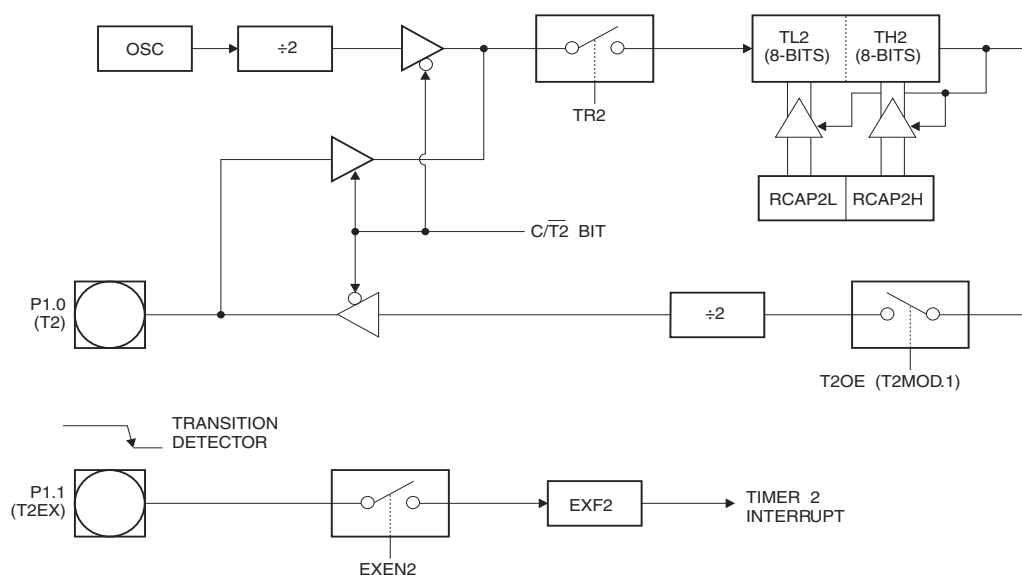 OSC
÷2
TR2
TL2
(8-BITS)
TH2
(8-BITS)
RCAP2L
RCAP2H
C/T̅2̅ BIT
P1.0
(T2)
÷2
T2OE (T2MOD.1)
TRANSITION
DETECTOR
P1.1
(T2EX)
EXEN2
EXF2
TIMER 2
INTERRUPT